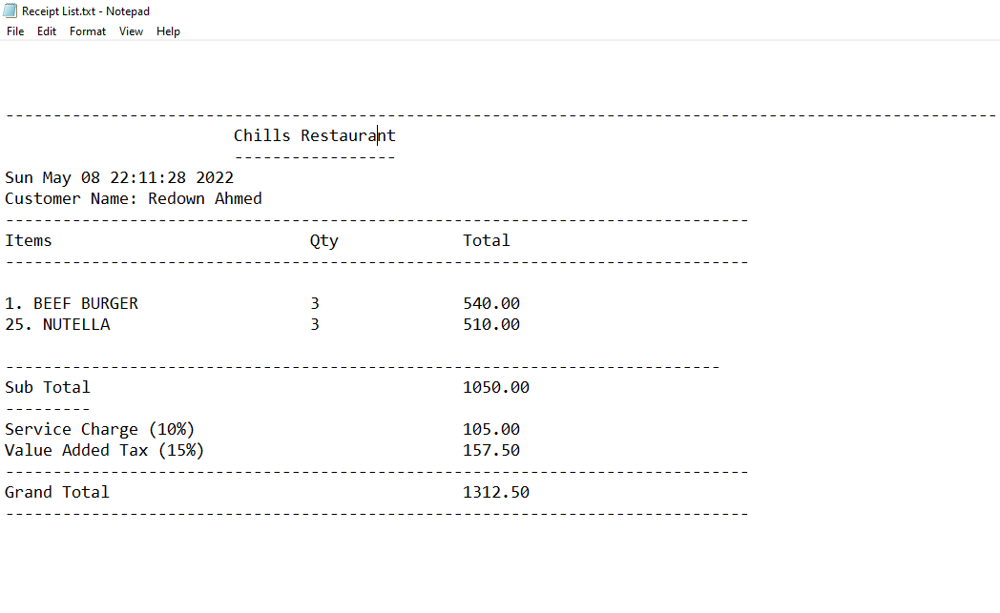 Receipt List.txt - Notepad
File Edit Format View Help
--------------------------------------------------------------------------------------------------------
Chills Restaurant
-----------------
Sun May 08 22:11:28 2022
Customer Name: Redown Ahmed
------------------------------------------------------------------------------
Items Qty Total
------------------------------------------------------------------------------
1. BEEF BURGER 3 540.00
25. NUTELLA 3 510.00
---------------------------------------------------------------------------
Sub Total 1050.00
---------
Service Charge (10%) 105.00
Value Added Tax (15%) 157.50
------------------------------------------------------------------------------
Grand Total 1312.50
------------------------------------------------------------------------------